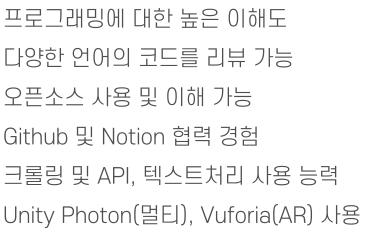 프로그래밍에 대한 높은 이해도
다양한 언어의 코드를 리뷰 가능
오픈소스 사용 및 이해 가능
Github 및 Notion 협력 경험
크롤링 및 API, 텍스트처리 사용 능력
Unity Photon(멀티), Vuforia(AR) 사용